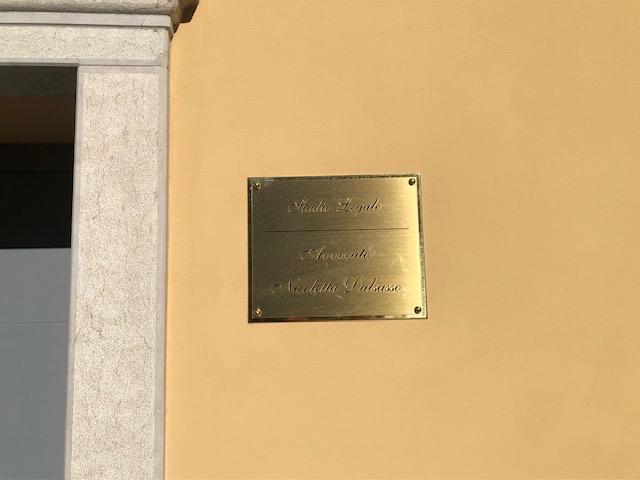 Studio Legale
Avvocato
Nicoletta Dalsasso